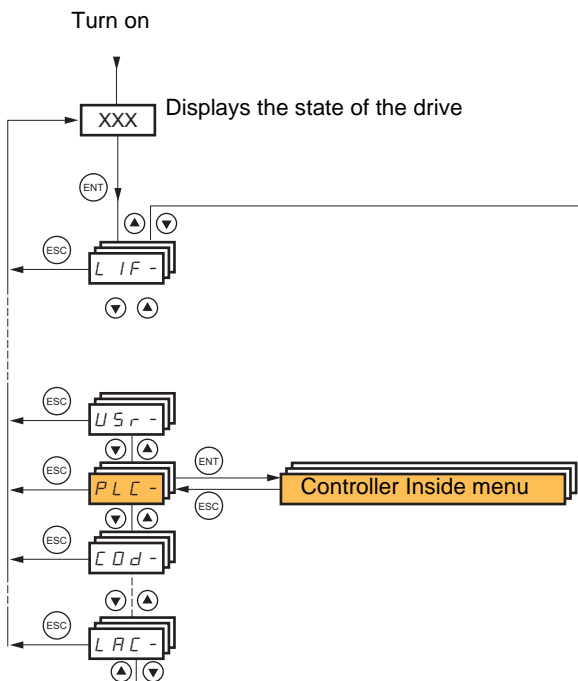 Turn on
XXX Displays the state of the drive
ENT
ESC
LIF-
ESC
USr-
ENT
ESC
PLC- Controller Inside menu
ESC
ESC
COd-
ESC
LAC-